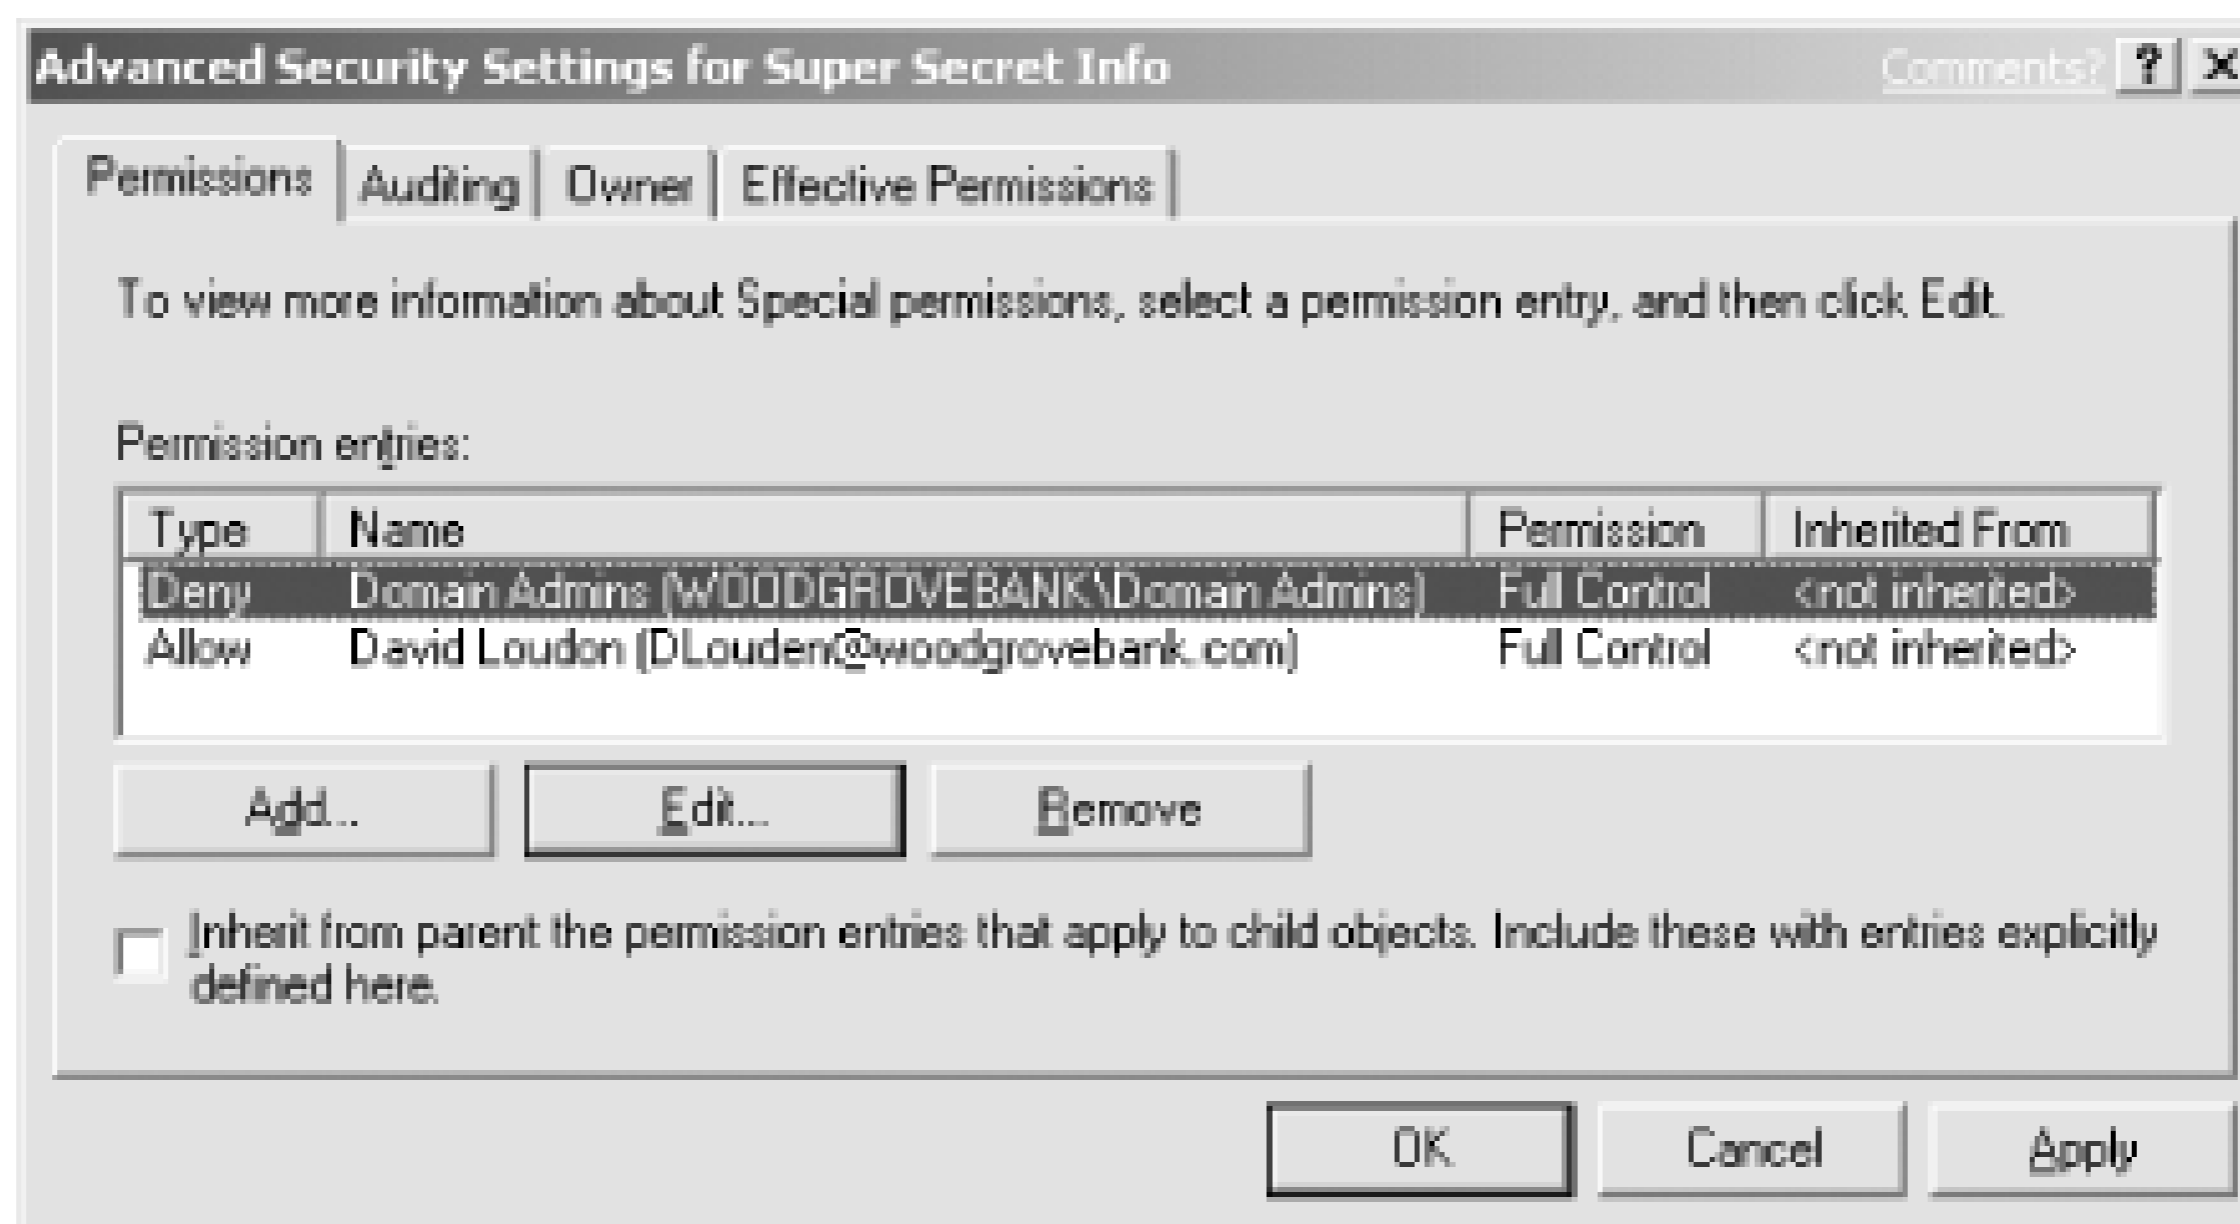 Advanced Security Settings for Super Secret Info Comments? ? X
Permissions Auditing Owner Effective Permissions
To view more information about Special permissions, select a permission entry, and then click Edit.
Permission entries:
Type Name Permission Inherited From
Deny Domain Admins (WOODGROVEBANK\Domain Admins) Full Control <not inherited>
Allow David Loudon (DLouden@woodgrovebank.com) Full Control <not inherited>
Add... Edit... Remove
Inherit from parent the permission entries that apply to child objects. Include these with entries explicitly
defined here.
OK Cancel Apply